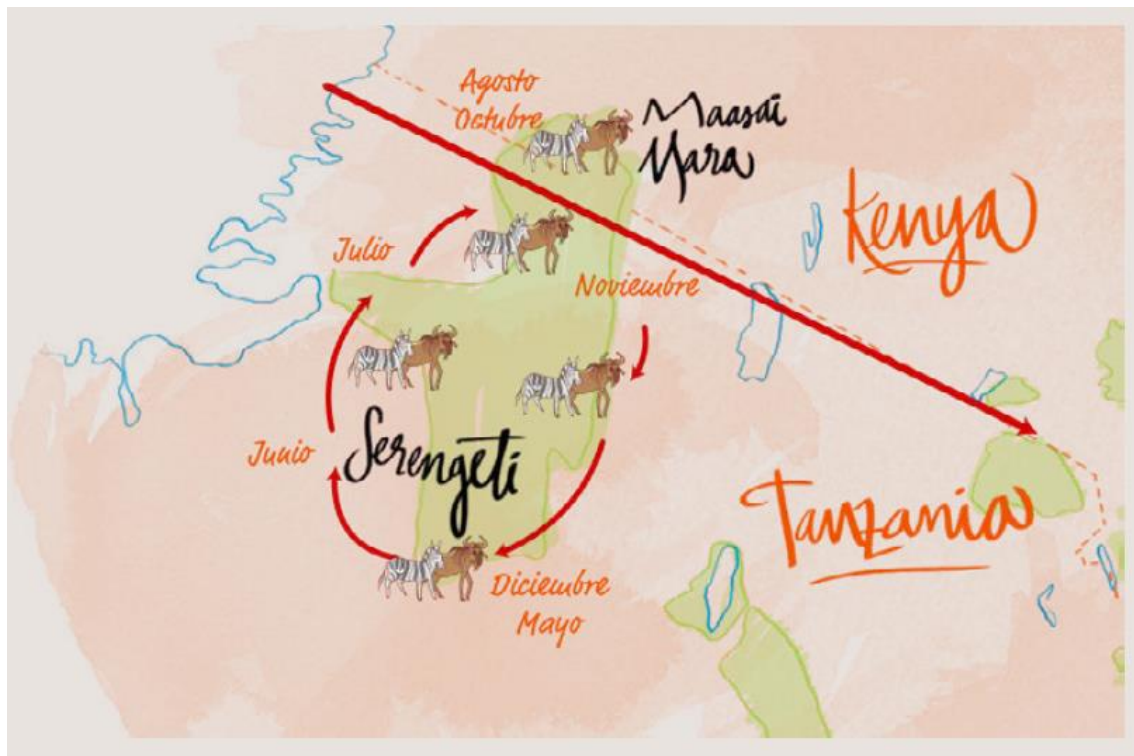 Agosto
Octubre
Maasai
Mara
Kenya
Julio
Noviembre
Junio
Serengeti
Tanzania
Diciembre
Mayo